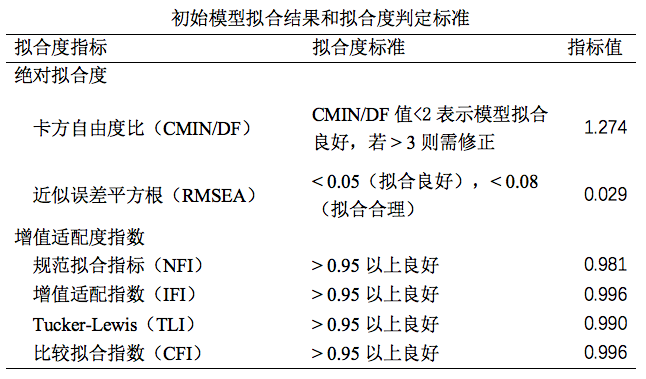 初始模型拟合结果和拟合度判定标准
拟合度指标 拟合度标准 指标值
绝对拟合度
卡方自由度比（CMIN/DF） CMIN/DF 值<2 表示模型拟合良好，若 > 3 则需修正 1.274
近似误差平方根（RMSEA） < 0.05（拟合良好），< 0.08（拟合合理） 0.029
增值适配度指数
规范拟合指标（NFI） > 0.95 以上良好 0.981
增值适配指数（IFI） > 0.95 以上良好 0.996
Tucker-Lewis（TLI） > 0.95 以上良好 0.990
比较拟合指数（CFI） > 0.95 以上良好 0.996